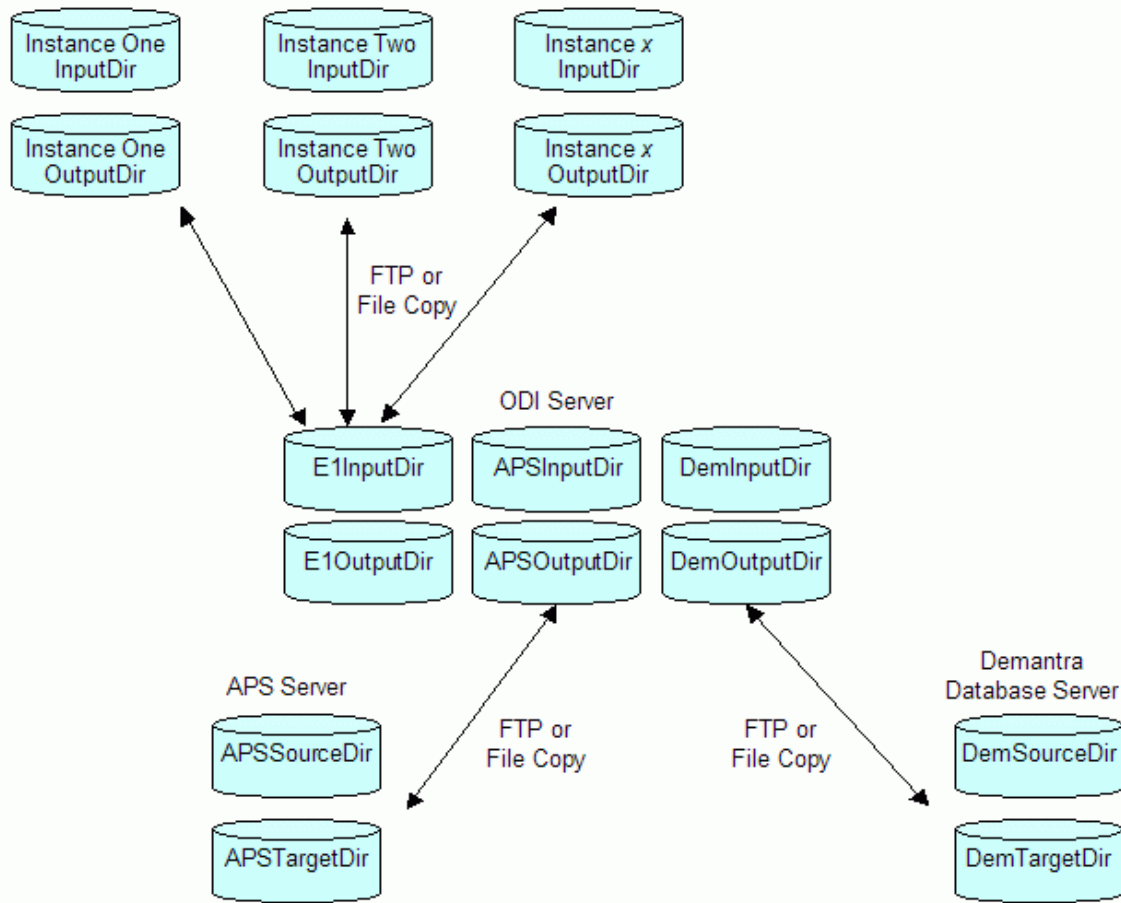 Instance One
InputDir
Instance Two
InputDir
Instance x
InputDir
Instance One
OutputDir
Instance Two
OutputDir
Instance x
OutputDir
FTP or
File Copy
ODI Server
E1InputDir
APSInputDir
DemInputDir
E1OutputDir
APSOutputDir
DemOutputDir
APS Server
Demantra
Database Server
APSSourceDir
FTP or
File Copy
FTP or
File Copy
DemSourceDir
APSTargetDir
DemTargetDir